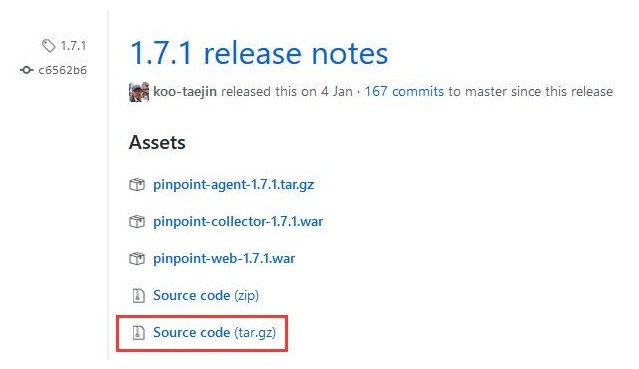 1.7.1
c6562b6
1.7.1 release notes
koo-taejin released this on 4 Jan · 167 commits to master since this release
Assets
pinpoint-agent-1.7.1.tar.gz
pinpoint-collector-1.7.1.war
pinpoint-web-1.7.1.war
Source code (zip)
Source code (tar.gz)